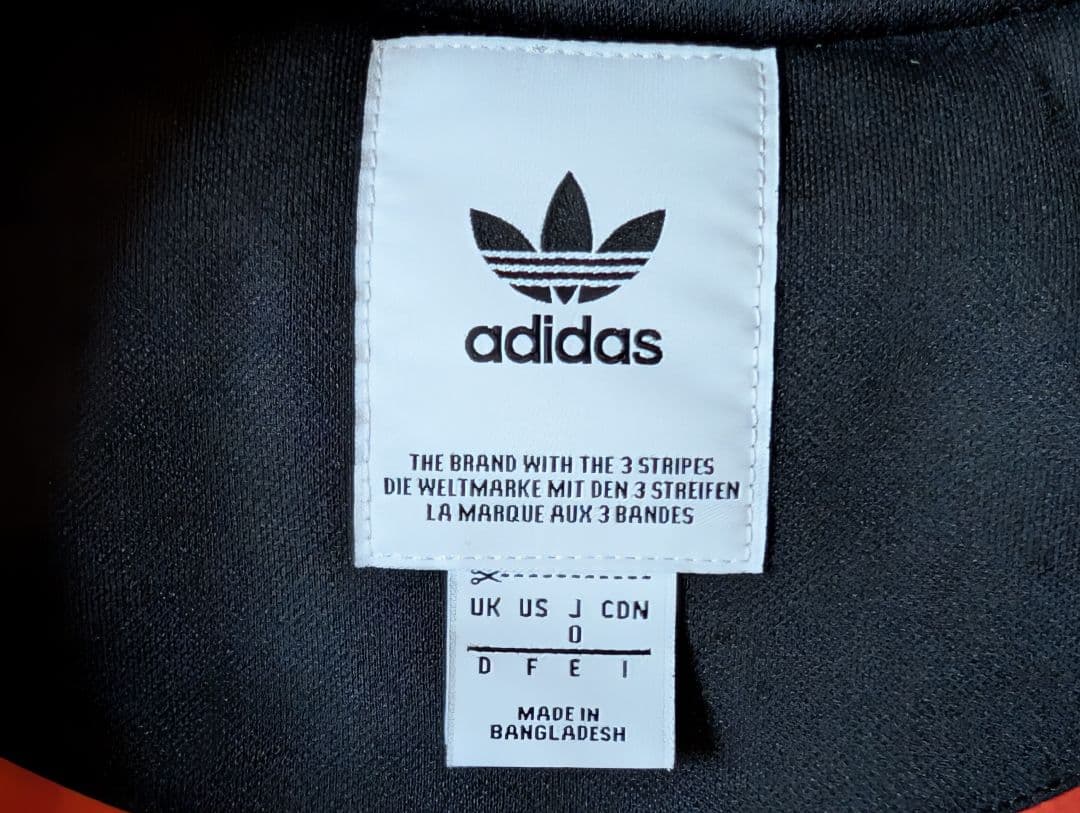 adidas
THE BRAND WITH THE 3 STRIPES
DIE WELTMARKE MIT DEN 3 STREIFEN
LA MARQUE AUX 3 BANDES
UK US J CDN
0
D F E I
MADE IN
BANGLADESH